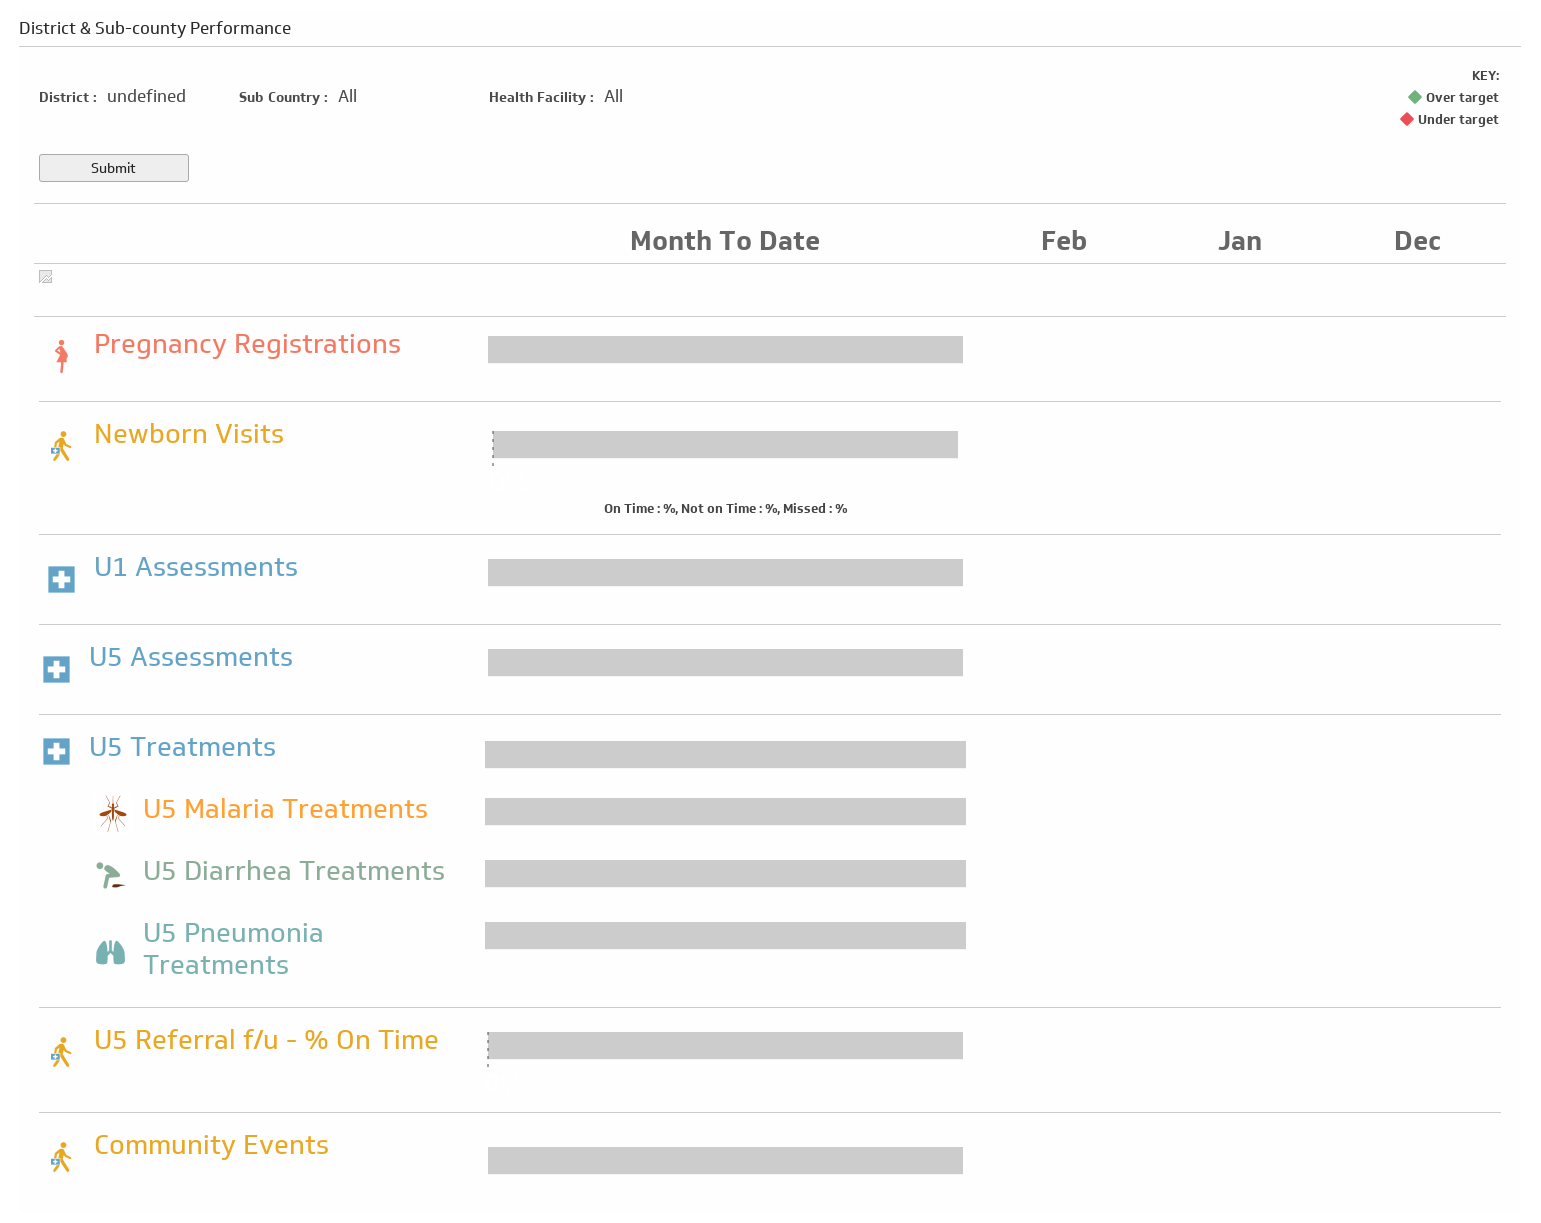 District & Sub-county Performance
KEY:
District : undefined Sub Country : All Health Facility : All
Over target
Under target
Submit
Month To Date Feb Jan Dec
Pregnancy Registrations
Newborn Visits
On Time : %, Not on Time : %, Missed : %
U1 Assessments
U5 Assessments
U5 Treatments
U5 Malaria Treatments
U5 Diarrhea Treatments
U5 Pneumonia
Treatments
U5 Referral f/u - % On Time
Community Events